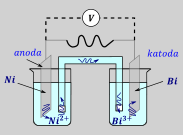 V
anoda
katoda
Ni
Bi
Ni²⁺
Bi³⁺